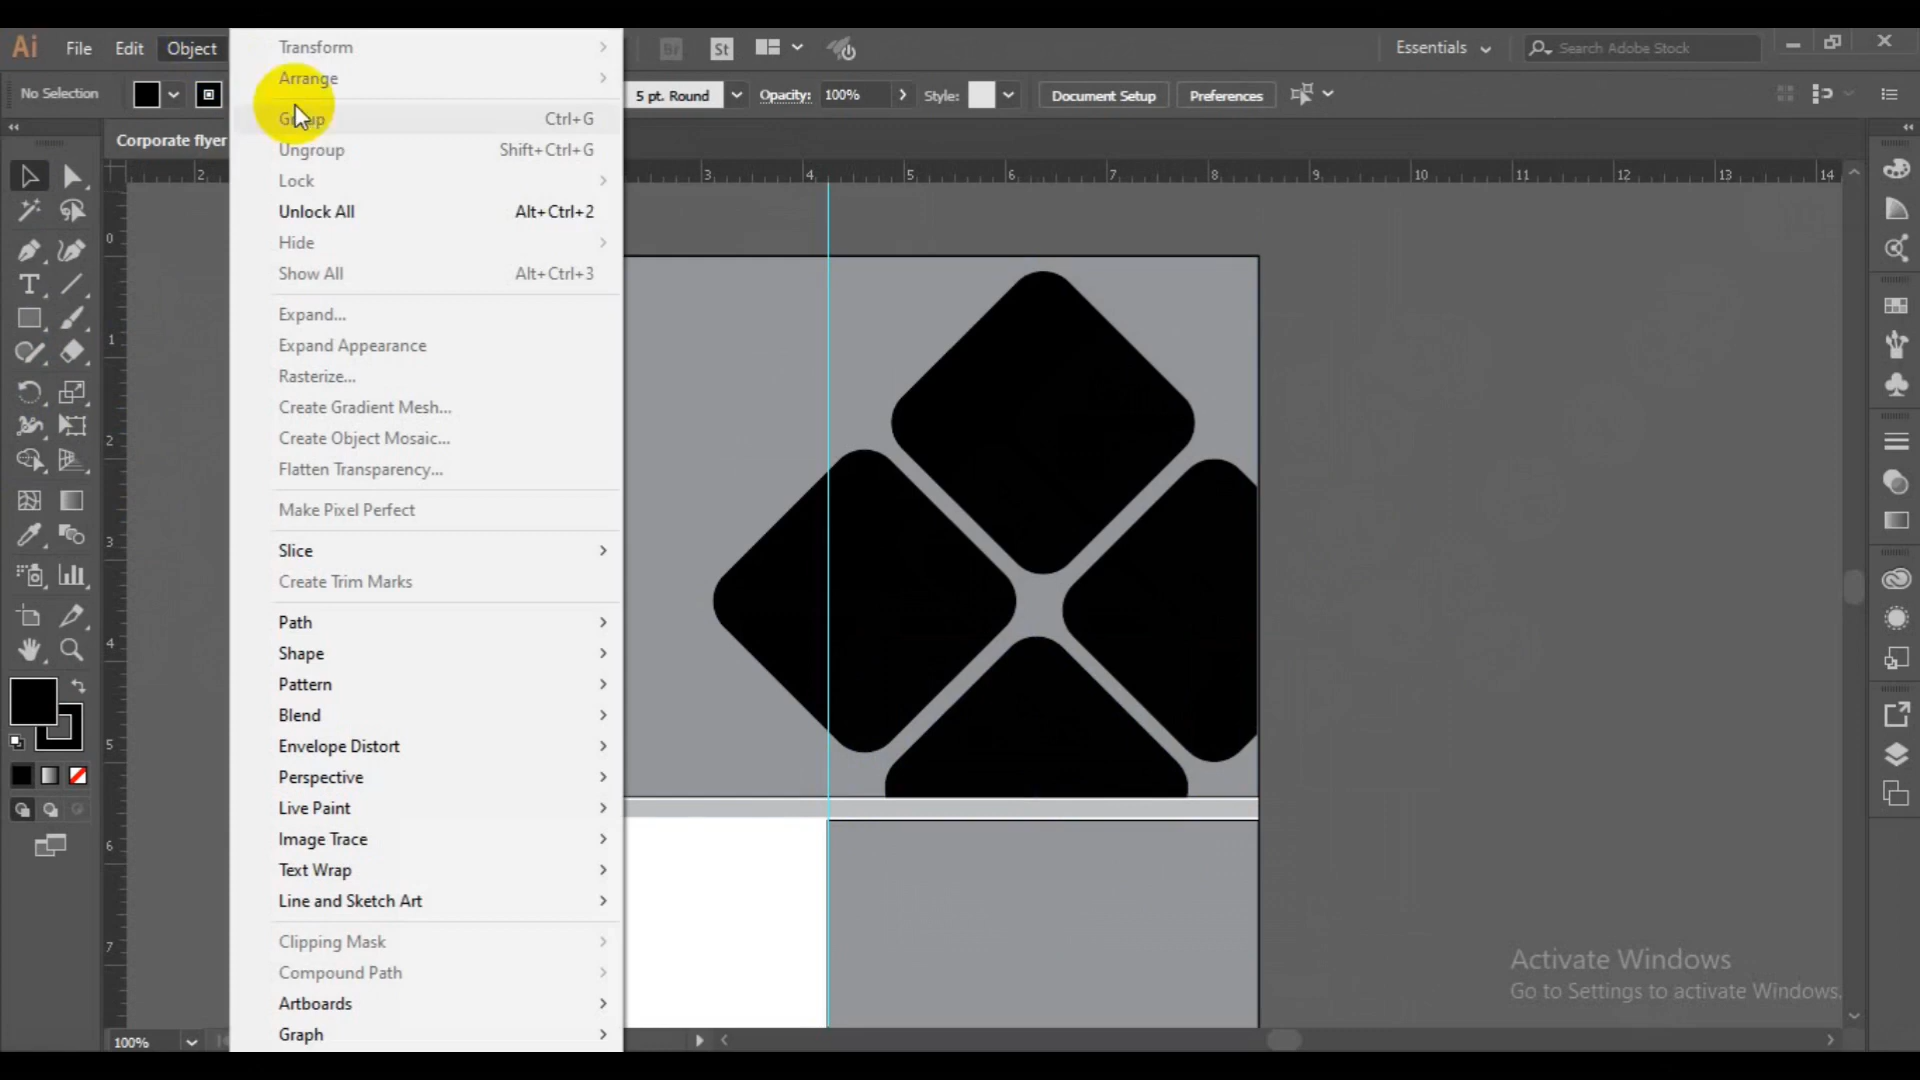 Ai File Edit Object Br St Essentials Search Adobe Stock
No Selection 5 pt. Round Opacity: 100% Style: Document Setup Preferences
Corporate flyer
Transform
Arrange
Group Ctrl+G
Ungroup Shift+Ctrl+G
Lock
Unlock All Alt+Ctrl+2
Hide
Show All Alt+Ctrl+3
Expand...
Expand Appearance
Rasterize...
Create Gradient Mesh...
Create Object Mosaic...
Flatten Transparency...
Make Pixel Perfect
Slice
Create Trim Marks
Path
Shape
Pattern
Blend
Envelope Distort
Perspective
Live Paint
Image Trace
Text Wrap
Line and Sketch Art
Clipping Mask
Compound Path
Artboards
Graph
2 3 4 5 6 7 8 9 10 11 12 13 14
0
1
2
3
4
5
6
7
Activate Windows
Go to Settings to activate Windows.
100%